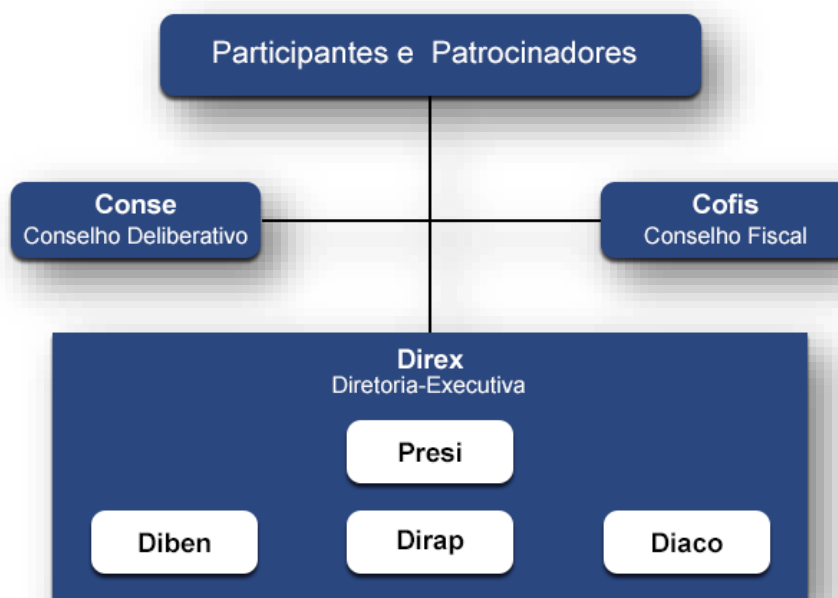 Participantes e Patrocinadores
Conse
Conselho Deliberativo
Cofis
Conselho Fiscal
Direx
Diretoria-Executiva
Presi
Diben
Dirap
Diaco